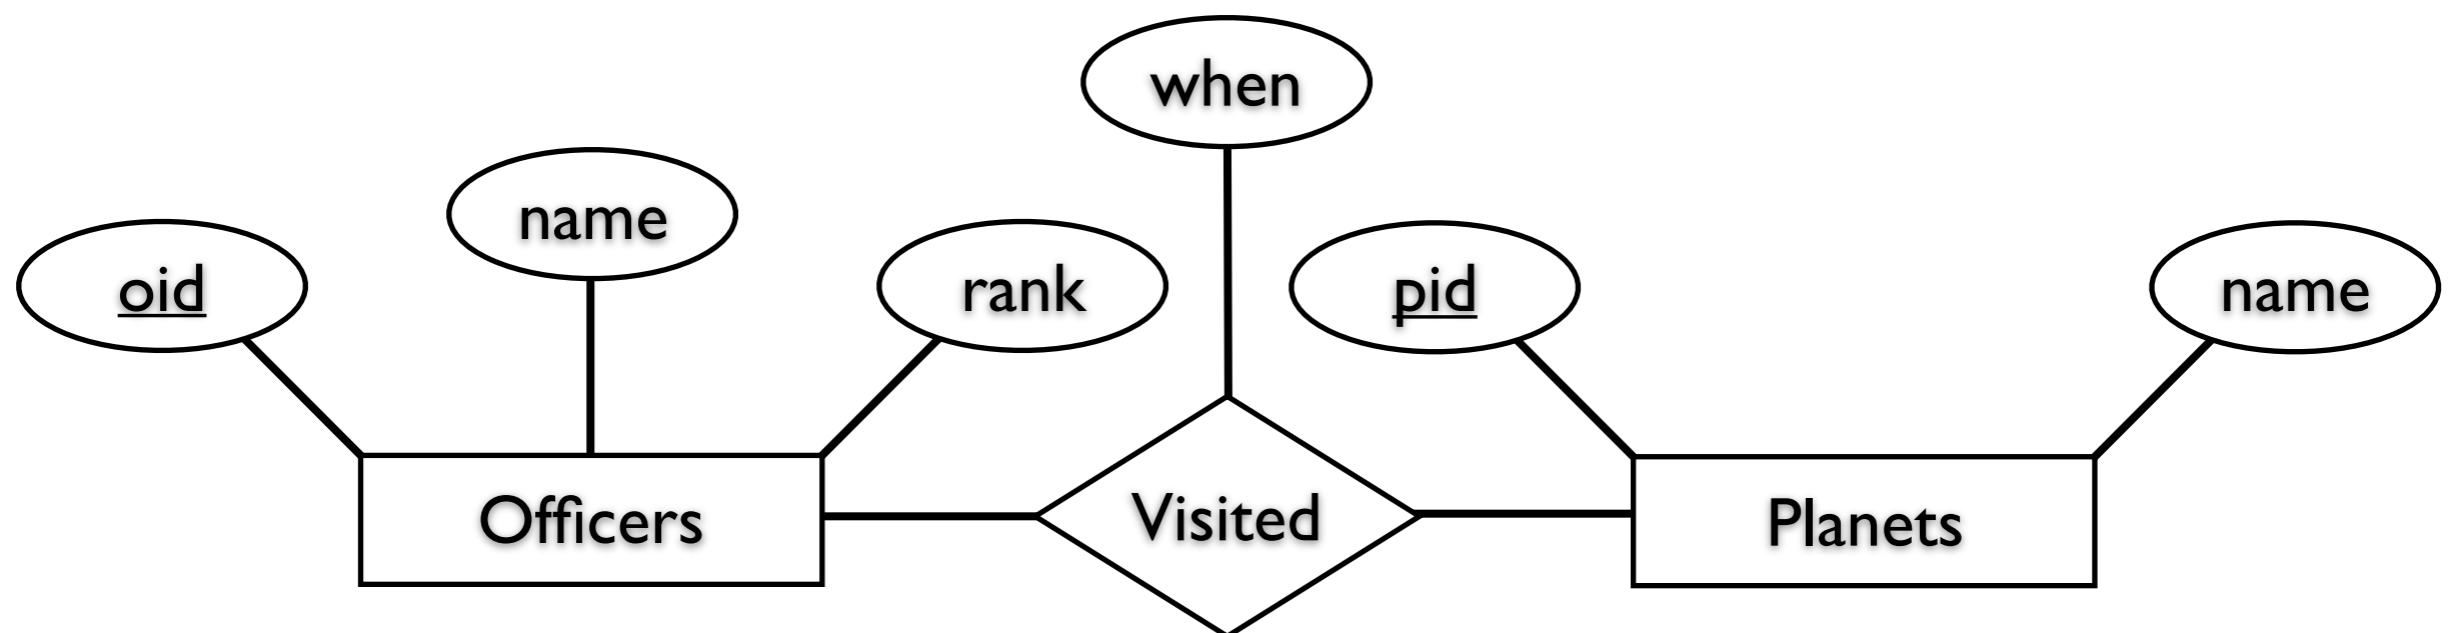 when
name
oid
rank
pid
name
Officers
Visited
Planets